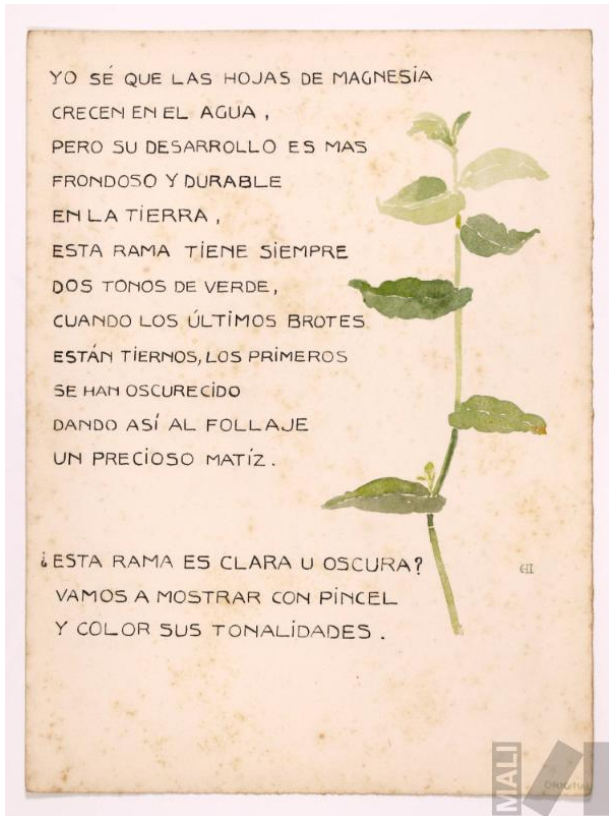 YO SÉ QUE LAS HOJAS DE MAGNESIA
CRECEN EN EL AGUA,
PERO SU DESARROLLO ES MAS
FRONDOSO Y DURABLE
EN LA TIERRA,
ESTA RAMA TIENE SIEMPRE
DOS TONOS DE VERDE,
CUANDO LOS ÚLTIMOS BROTES
ESTÁN TIERNOS, LOS PRIMEROS
SE HAN OSCURECIDO
DANDO ASÍ AL FOLLAJE
UN PRECIOSO MATÍZ.
¿ESTA RAMA ES CLARA U OSCURA?
VAMOS A MOSTRAR CON PINCEL
Y COLOR SUS TONALIDADES.
MALI